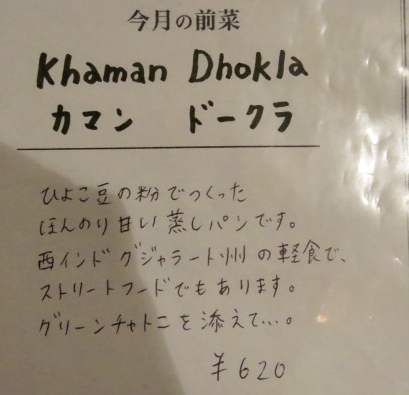 今月の前菜
Khaman Dhokla
カマン ドークラ
ひよこ豆の粉でつくった
ほんのり甘い蒸しパンです。
西インドグジャラート州の軽食で、
ストリートフードでもあります。
グリーンチャトニを添えて…。
¥620